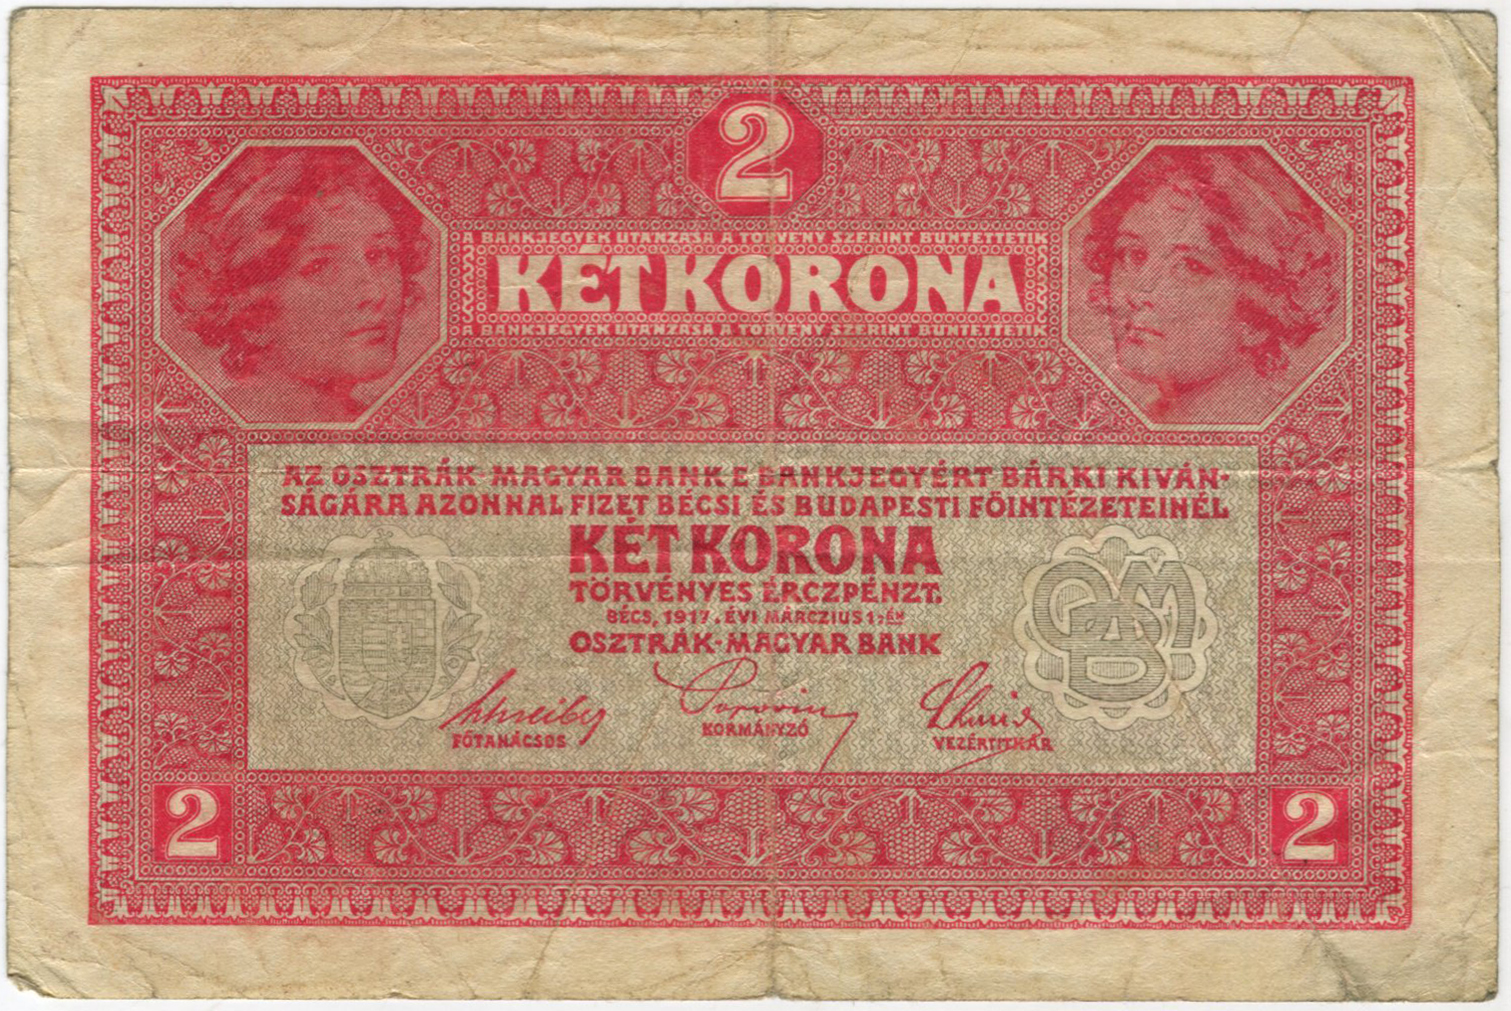 2
A BANKJEGYEK UTÁNZÁSA A TÖRVÉNY SZERINT BÜNTETTETIK
KÉT KORONA
A BANKJEGYEK UTÁNZÁSA A TÖRVÉNY SZERINT BÜNTETTETIK
AZ OSZTRÁK-MAGYAR BANK E BANKJEGYÉRT BÁRKI KIVÁN-
SÁGÁRA AZONNAL FIZET BÉCSI ÉS BUDAPESTI FŐINTÉZETEINÉL
KÉT KORONA
TÖRVÉNYES ÉRCZPÉNZT.
BÉCS, 1917. ÉVI MÁRCZIUS 1-ÉN
OSZTRÁK-MAGYAR BANK
FŐTANÁCSOS
KORMÁNYZÓ
VEZÉRTITKÁR
2
2